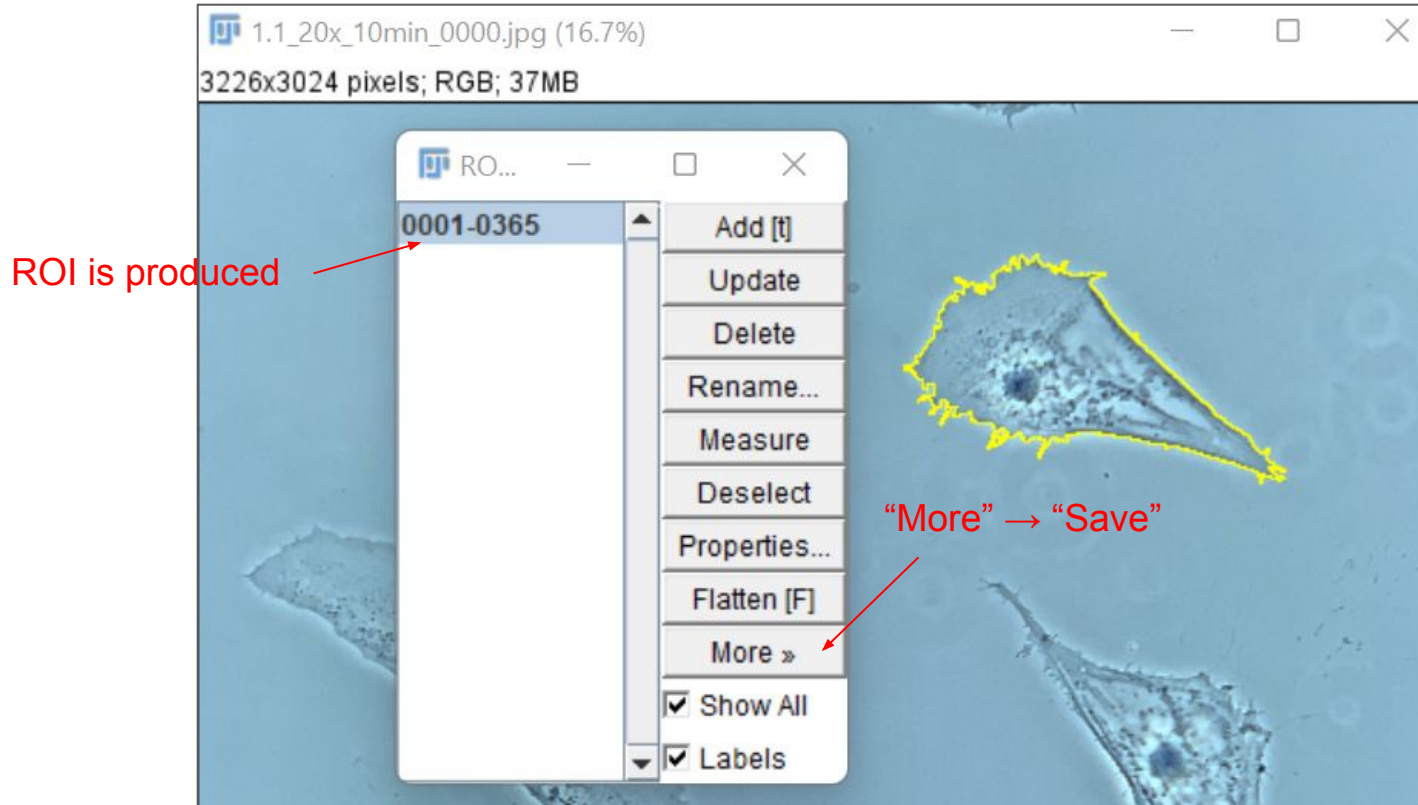 1.1_20x_10min_0000.jpg (16.7%)
3226x3024 pixels; RGB; 37MB
RO...
0001-0365
ROI is produced
Add [t]
Update
Delete
Rename...
Measure
Deselect
Properties...
Flatten [F]
More »
Show All
Labels
“More” → “Save”